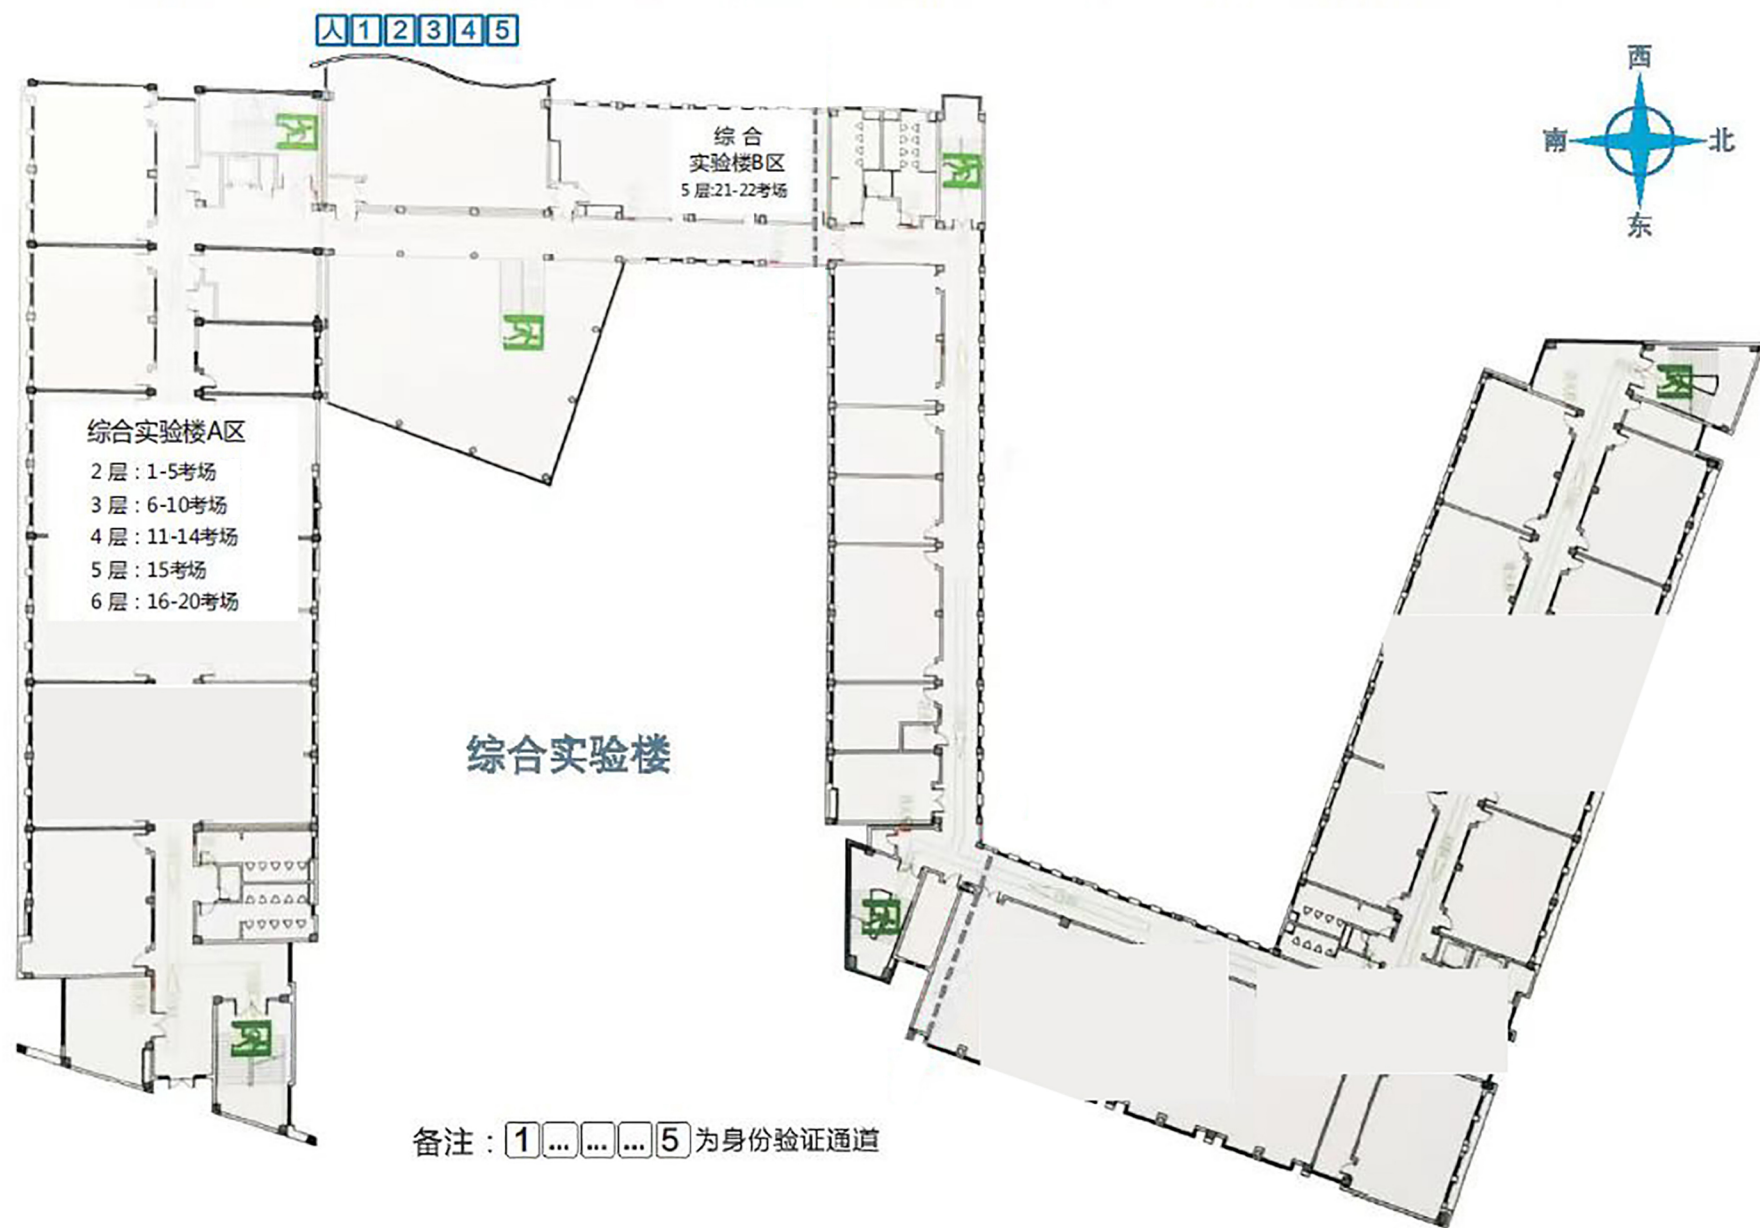 人 1 2 3 4 5
西
南
北
东
综 合
实验楼B区
5 层:21-22考场
综合实验楼A区
2 层：1-5考场
3 层：6-10考场
4 层：11-14考场
5 层：15考场
6 层：16-20考场
综合实验楼
备注：1 ... ... ... 5 为身份验证通道